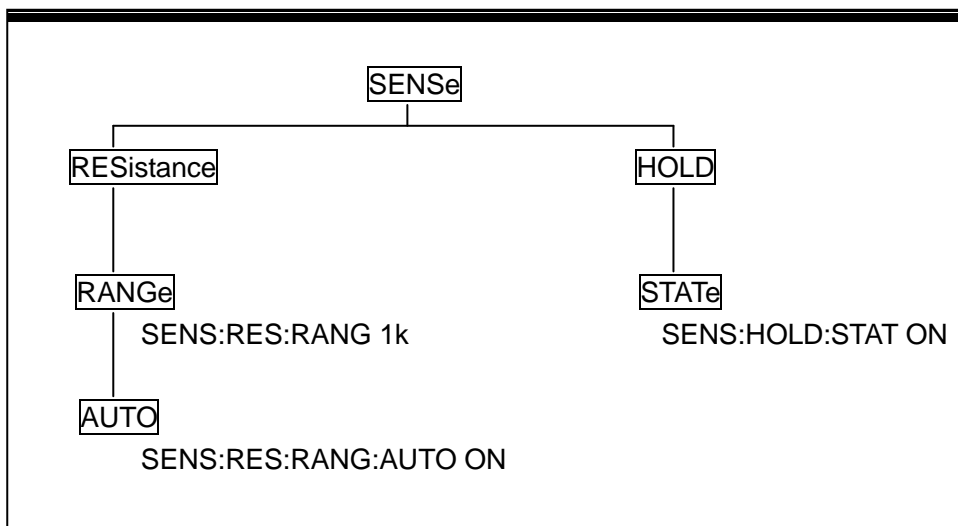 SENSe
RESistance HOLD
RANGe STATe
SENS:RES:RANG 1k SENS:HOLD:STAT ON
AUTO
SENS:RES:RANG:AUTO ON